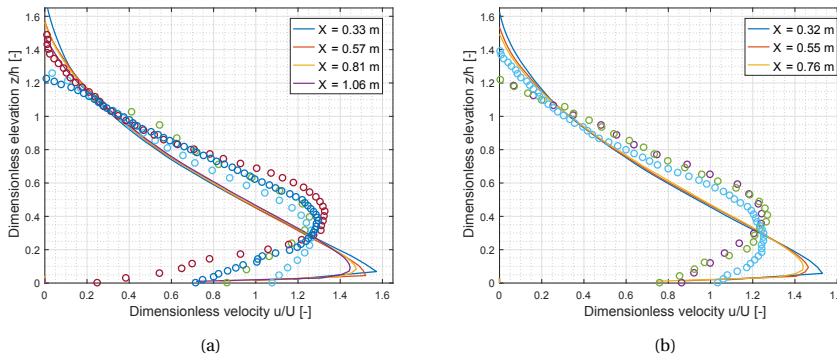 Dimensionless elevation z/h [-]
1.6
1.4
1.2
1
0.8
0.6
0.4
0.2
0
X = 0.33 m
X = 0.57 m
X = 0.81 m
X = 1.06 m
0 0.2 0.4 0.6 0.8 1 1.2 1.4 1.6
Dimensionless velocity u/U [-]
(a)
Dimensionless elevation z/h [-]
1.6
1.4
1.2
1
0.8
0.6
0.4
0.2
0
X = 0.32 m
X = 0.55 m
X = 0.76 m
0 0.2 0.4 0.6 0.8 1 1.2 1.4 1.6
Dimensionless velocity u/U [-]
(b)